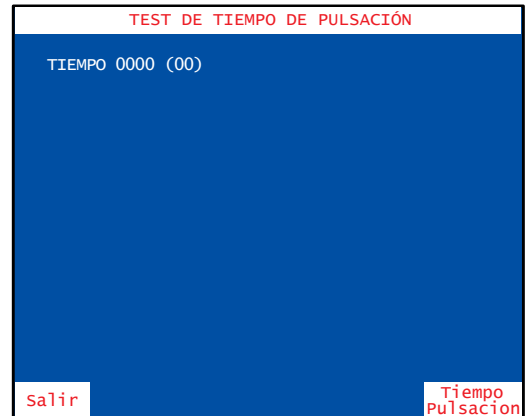 TEST DE TIEMPO DE PULSACIÓN
TIEMPO 0000 (00)
Salir
Tiempo
Pulsacion